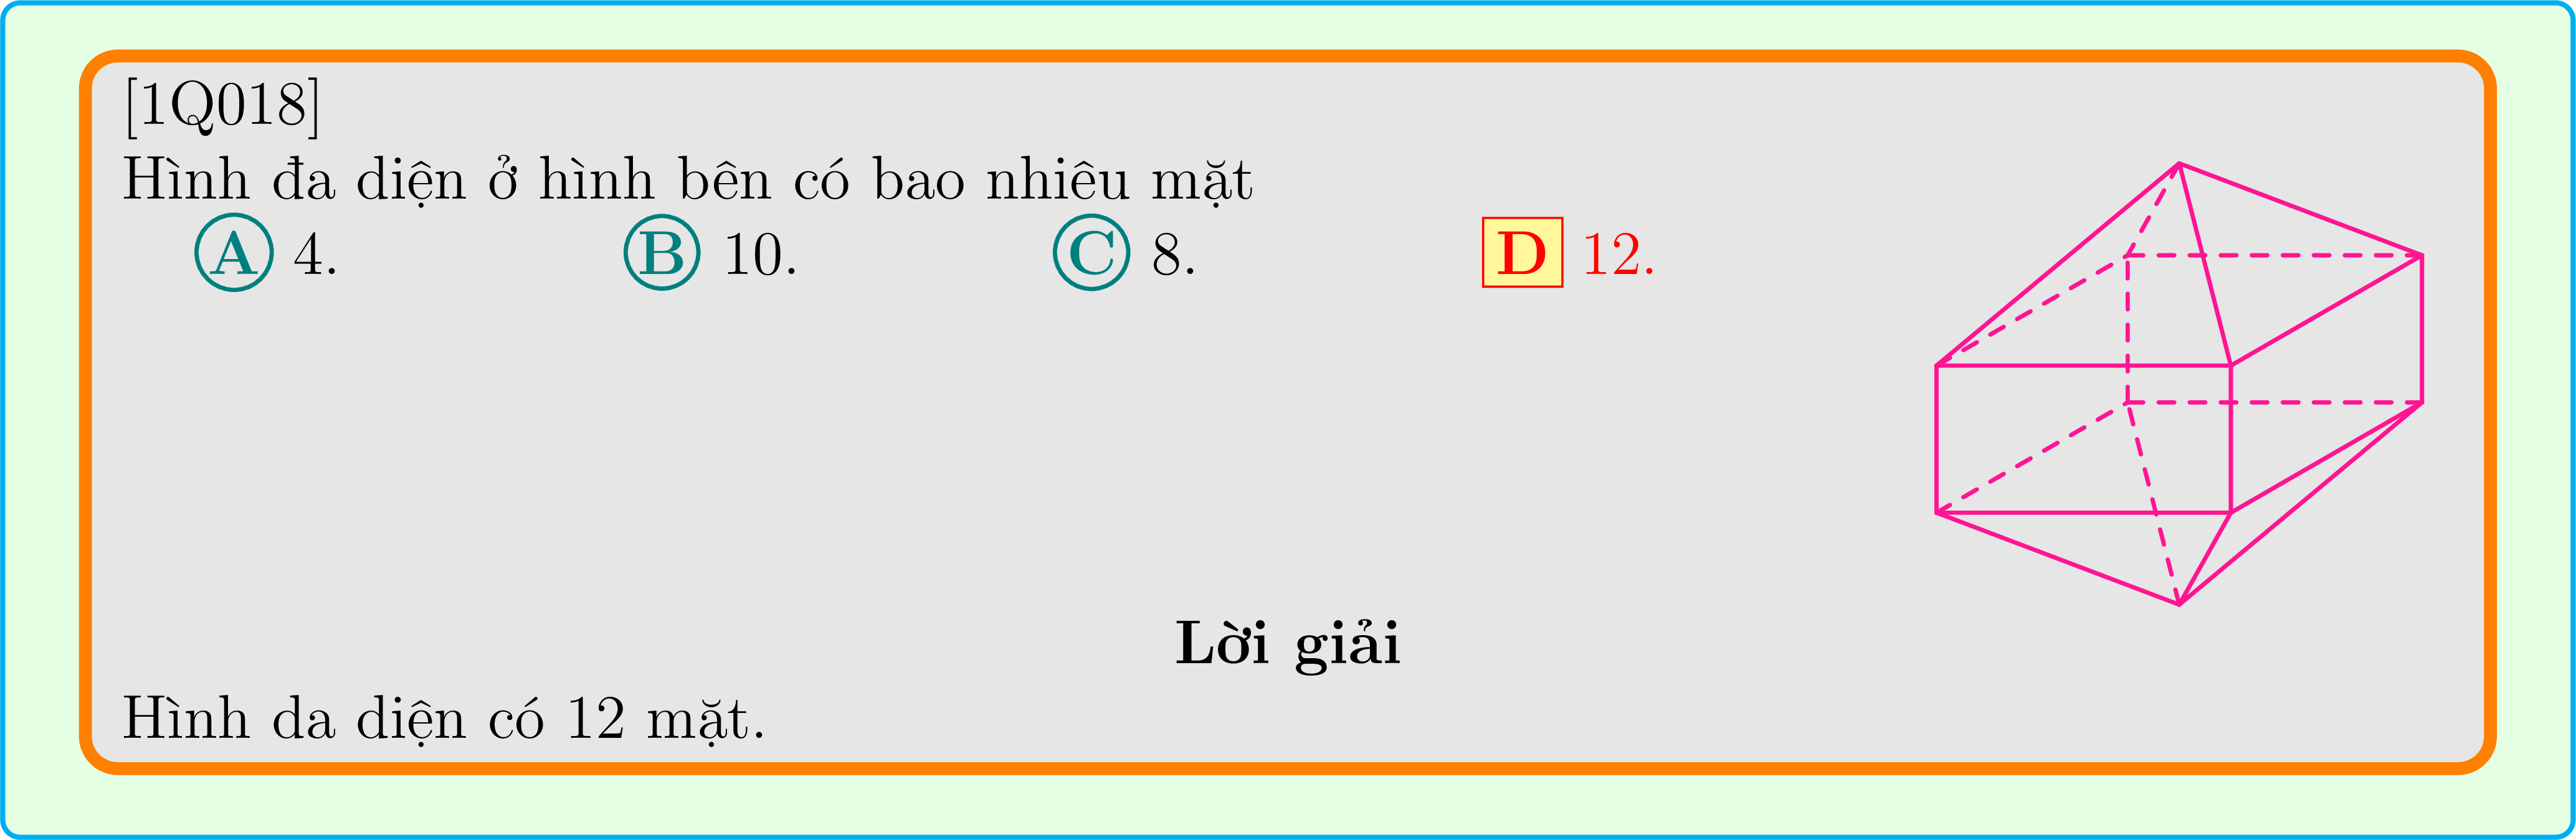 [1Q018]
Hình đa diện ở hình bên có bao nhiêu mặt
A 4. B 10. C 8. D 12.
Lời giải
Hình da diện có 12 mặt.